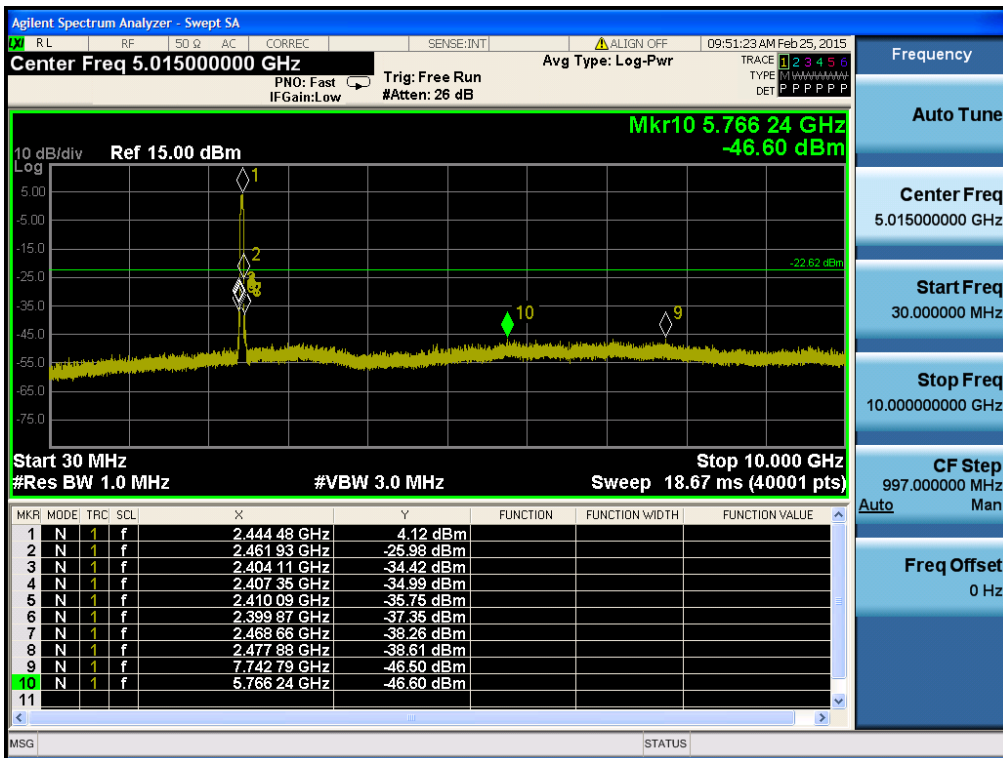 Agilent Spectrum Analyzer - Swept SA
LXI RL RF 50 Ω AC CORREC SENSE:INT ALIGN OFF 09:51:23 AM Feb 25, 2015
Center Freq 5.015000000 GHz
PNO: Fast
IFGain:Low
Trig: Free Run
#Atten: 26 dB
Avg Type: Log-Pwr
TRACE 1 2 3 4 5 6
TYPE M WWWWW
DET P P P P P P
Mkr10 5.766 24 GHz
-46.60 dBm
10 dB/div Ref 15.00 dBm
Log
1
5.00
-5.00
-15.0
2
-22.62 dBm
-25.0
-35.0
10
9
-45.0
-55.0
-65.0
-75.0
Start 30 MHz Stop 10.000 GHz
#Res BW 1.0 MHz #VBW 3.0 MHz Sweep 18.67 ms (40001 pts)
MKR MODE TRC SCL X Y FUNCTION FUNCTION WIDTH FUNCTION VALUE
1 N 1 f 2.444 48 GHz 4.12 dBm
2 N 1 f 2.461 93 GHz -25.98 dBm
3 N 1 f 2.404 11 GHz -34.42 dBm
4 N 1 f 2.407 35 GHz -34.99 dBm
5 N 1 f 2.410 09 GHz -35.75 dBm
6 N 1 f 2.399 87 GHz -37.35 dBm
7 N 1 f 2.468 66 GHz -38.26 dBm
8 N 1 f 2.477 88 GHz -38.61 dBm
9 N 1 f 7.742 79 GHz -46.50 dBm
10 N 1 f 5.766 24 GHz -46.60 dBm
11
MSG STATUS
Frequency
Auto Tune
Center Freq
5.015000000 GHz
Start Freq
30.000000 MHz
Stop Freq
10.000000000 GHz
CF Step
997.000000 MHz
Auto Man
Freq Offset
0 Hz